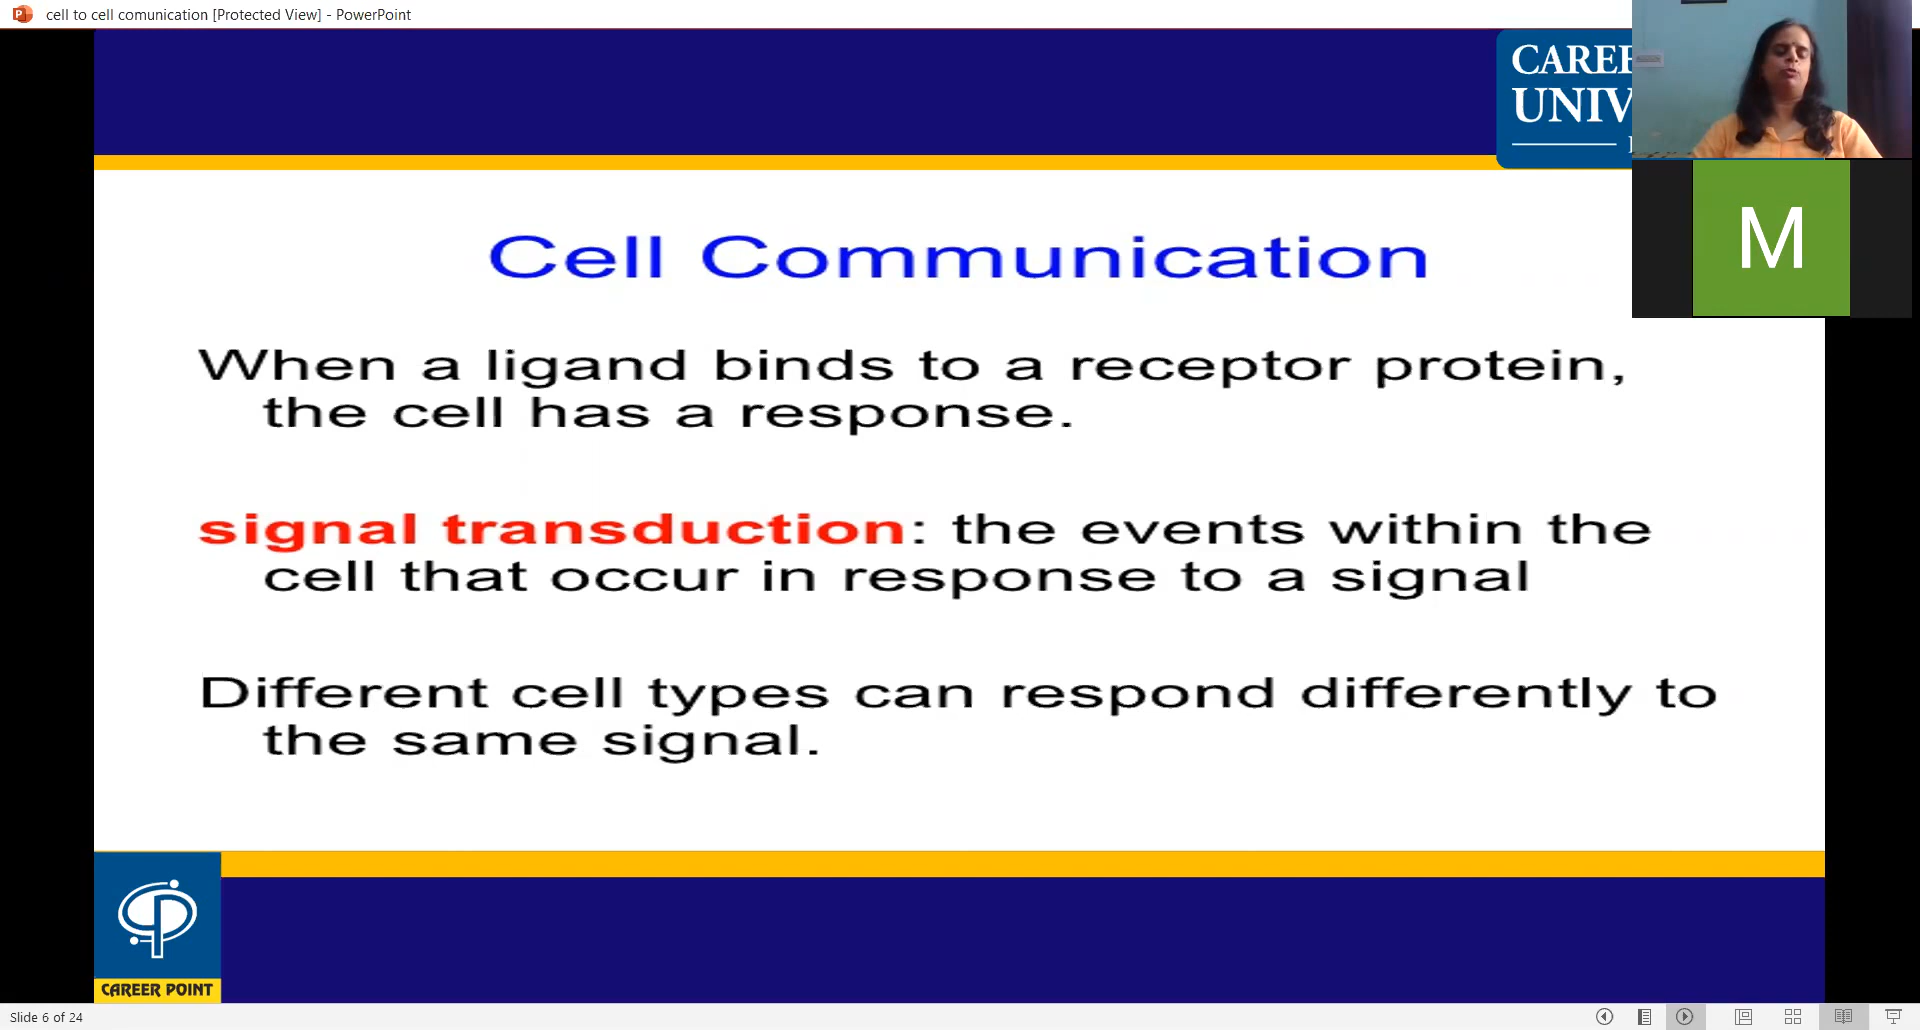 cell to cell comunication [Protected View] - PowerPoint
Cell Communication
When a ligand binds to a receptor protein,
the cell has a response.
signal transduction: the events within the
cell that occur in response to a signal
Different cell types can respond differently to
the same signal.
M
CAREER POINT
Slide 6 of 24